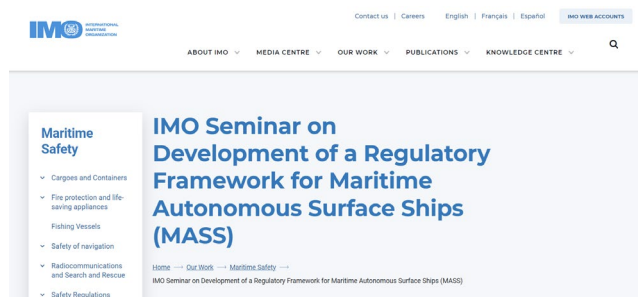 Contact us | Careers English | Français | Español IMO WEB ACCOUNTS
IMO INTERNATIONAL
MARITIME
ORGANIZATION
ABOUT IMO MEDIA CENTRE OUR WORK PUBLICATIONS KNOWLEDGE CENTRE
Maritime
Safety
Cargoes and Containers
Fire protection and life-
saving appliances
Fishing Vessels
Safety of navigation
Radiocommunications
and Search and Rescue
Safety Regulations
IMO Seminar on
Development of a Regulatory
Framework for Maritime
Autonomous Surface Ships
(MASS)
Home → Our Work → Maritime Safety →
IMO Seminar on Development of a Regulatory Framework for Maritime Autonomous Surface Ships (MASS)